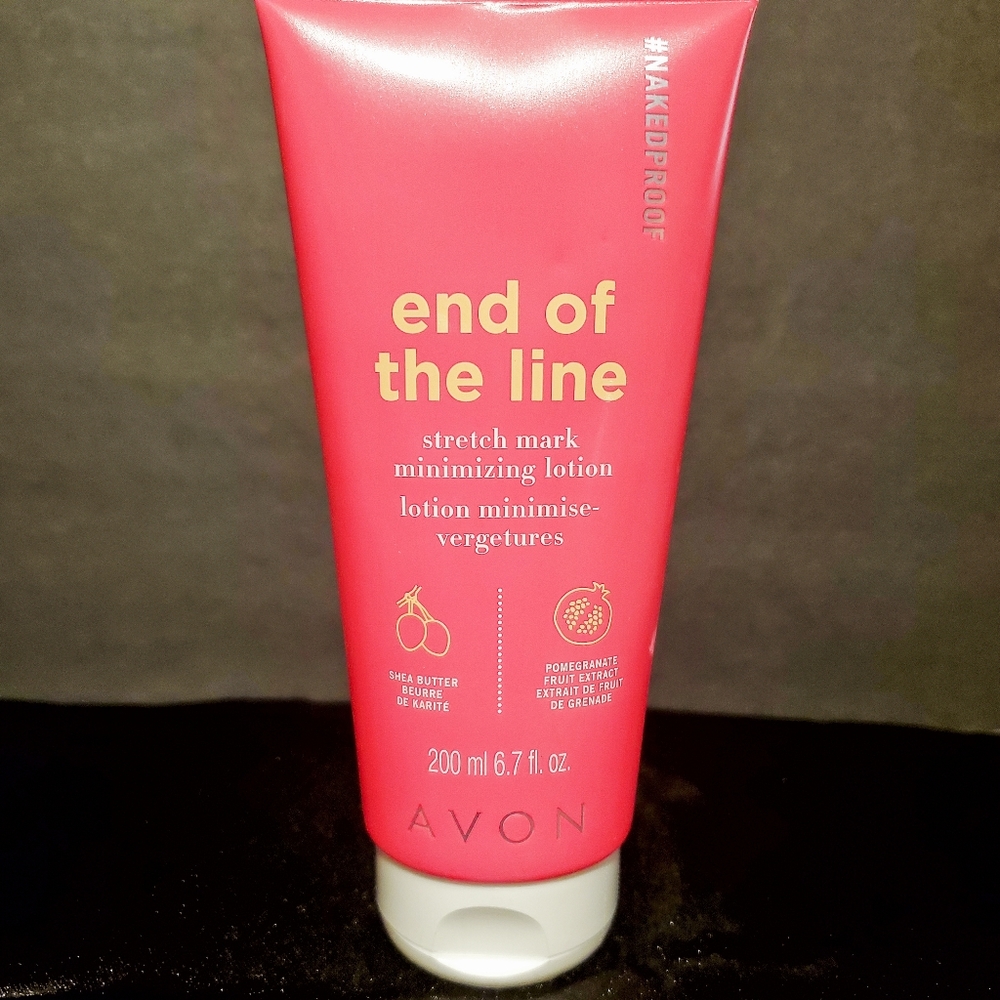 #NAKEDPROOF
end of
the line
stretch mark
minimizing lotion
lotion minimise-
vergetures
SHEA BUTTER
BEURRE
DE KARITÉ
POMEGRANATE
FRUIT EXTRACT
EXTRAIT DE FRUIT
DE GRENADE
200 ml 6.7 fl. oz.
AVON